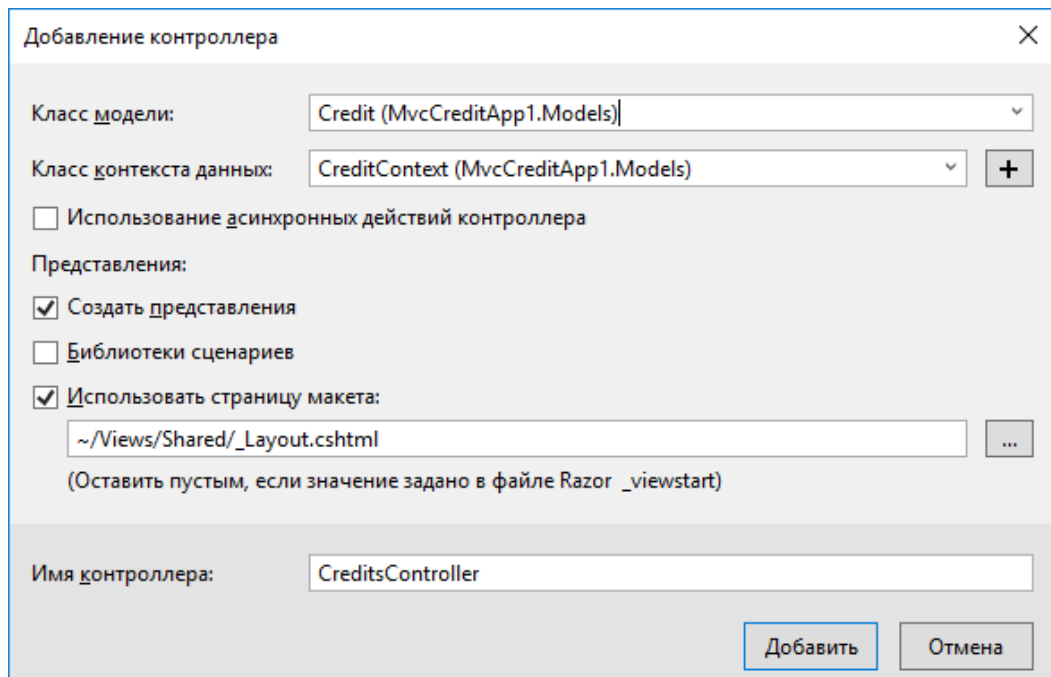 Добавление контроллера
Класс модели: Credit (MvcCreditApp1.Models)
Класс контекста данных: CreditContext (MvcCreditApp1.Models) +
Использование асинхронных действий контроллера
Представления:
Создать представления
Библиотеки сценариев
Использовать страницу макета:
~/Views/Shared/_Layout.cshtml ...
(Оставить пустым, если значение задано в файле Razor _viewstart)
Имя контроллера: CreditsController
Добавить Отмена